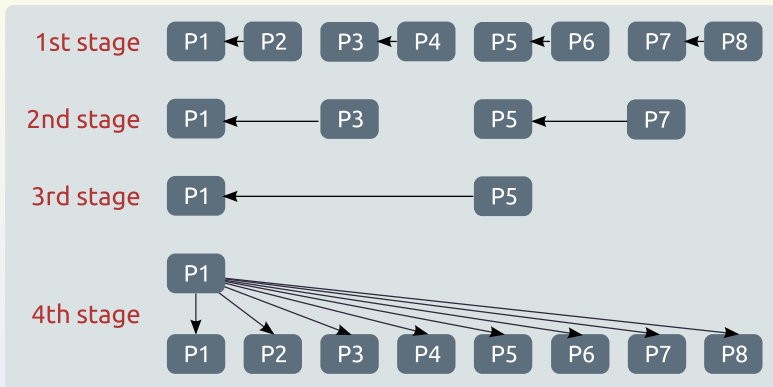 1st stage P1 P2 P3 P4 P5 P6 P7 P8
2nd stage P1 P3 P5 P7
3rd stage P1 P5
P1
4th stage
P1 P2 P3 P4 P5 P6 P7 P8